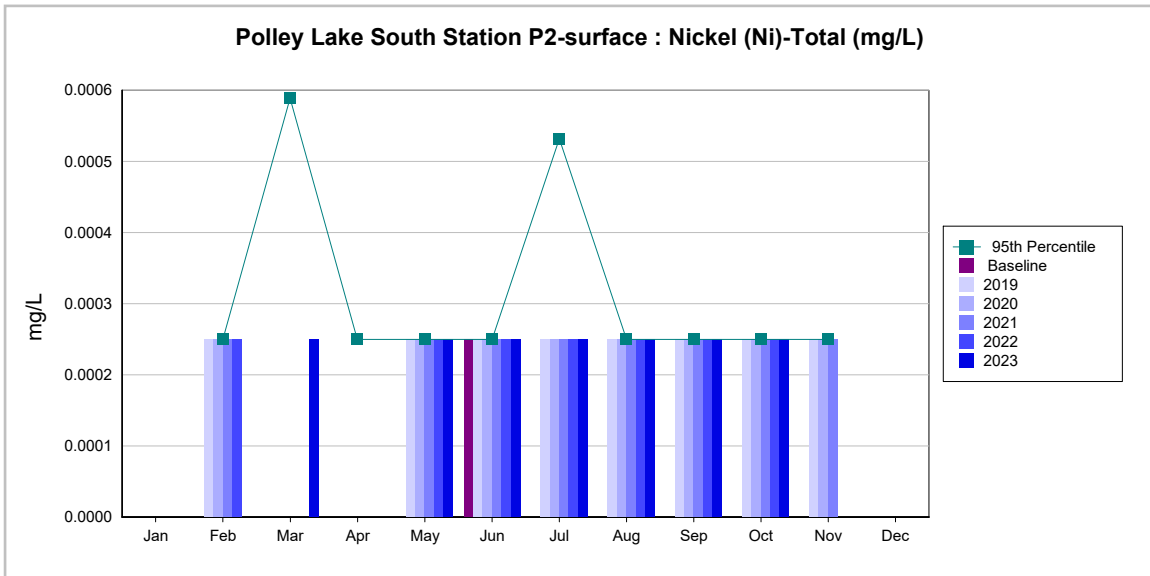 Polley Lake South Station P2-surface : Nickel (Ni)-Total (mg/L)
0.0006
0.0005
0.0004
0.0003
0.0002
0.0001
0.0000
mg/L
Jan Feb Mar Apr May Jun Jul Aug Sep Oct Nov Dec
95th Percentile
Baseline
2019
2020
2021
2022
2023